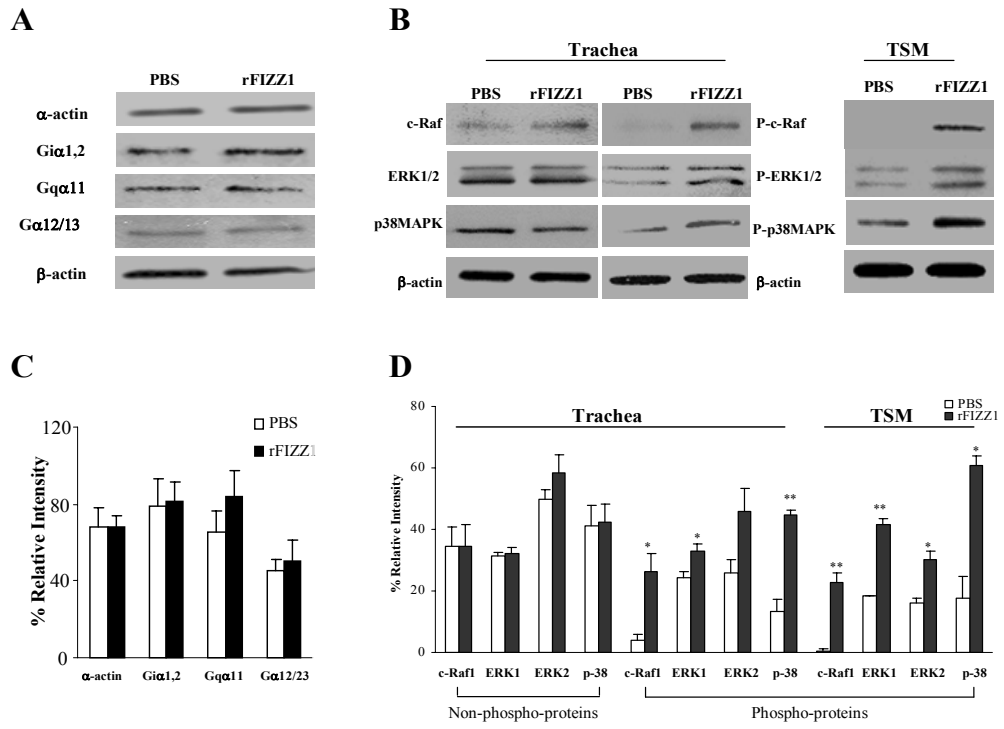 A
PBS rFIZZ1
α-actin
Giα1,2
Gqα11
Gα12/13
β-actin
B
Trachea
TSM
PBS rFIZZ1 PBS rFIZZ1 PBS rFIZZ1
c-Raf P-c-Raf
ERK1/2 P-ERK1/2
p38MAPK P-p38MAPK
β-actin β-actin
C
120
80
40
0
% Relative Intensity
PBS
rFIZZ1
α-actin Giα1,2 Gqα11 Gα12/23
D
80
60
40
20
0
% Relative Intensity
Trachea
TSM
PBS
rFIZZ1
* * ** ** ** * *
c-Raf1 ERK1 ERK2 p-38 c-Raf1 ERK1 ERK2 p-38 c-Raf1 ERK1 ERK2 p-38
Non-phospho-proteins Phospho-proteins